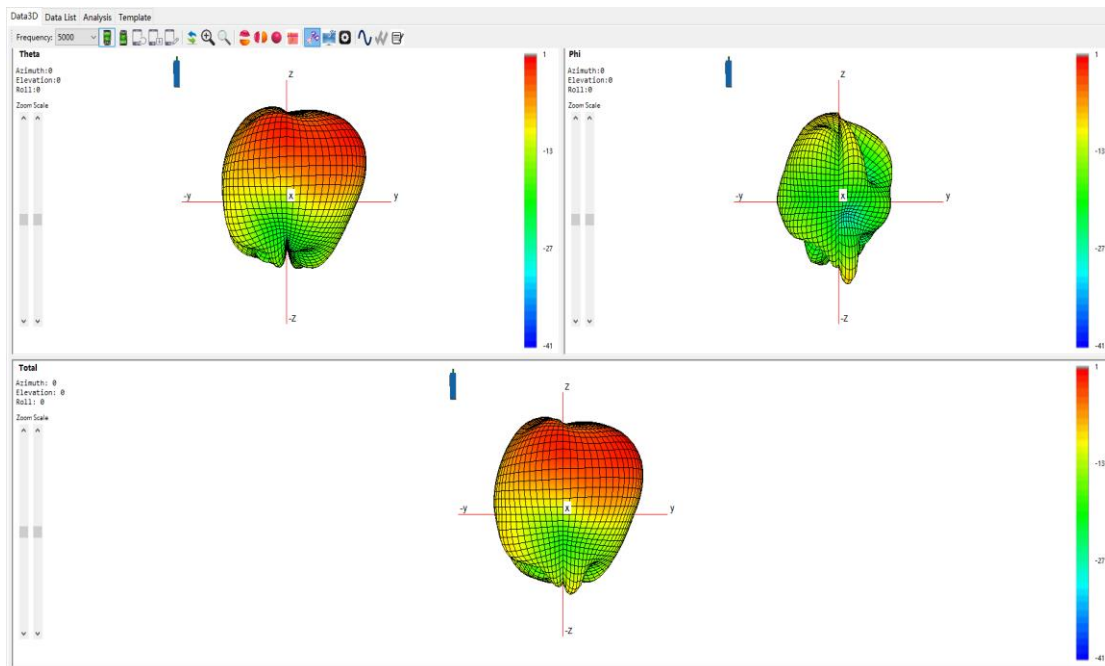 Data3D Data List Analysis Template
Frequency: 5000
Theta
Azimuth:0
Elevation:0
Roll:0
Zoom Scale
Z
-y
X
y
-Z
1
-13
-27
-41
Phi
Azimuth:0
Elevation:0
Roll:0
Zoom Scale
Z
-y
X
y
-Z
1
-13
-27
-41
Total
Azimuth: 0
Elevation: 0
Roll: 0
Zoom Scale
Z
-y
X
y
-Z
1
-13
-27
-41